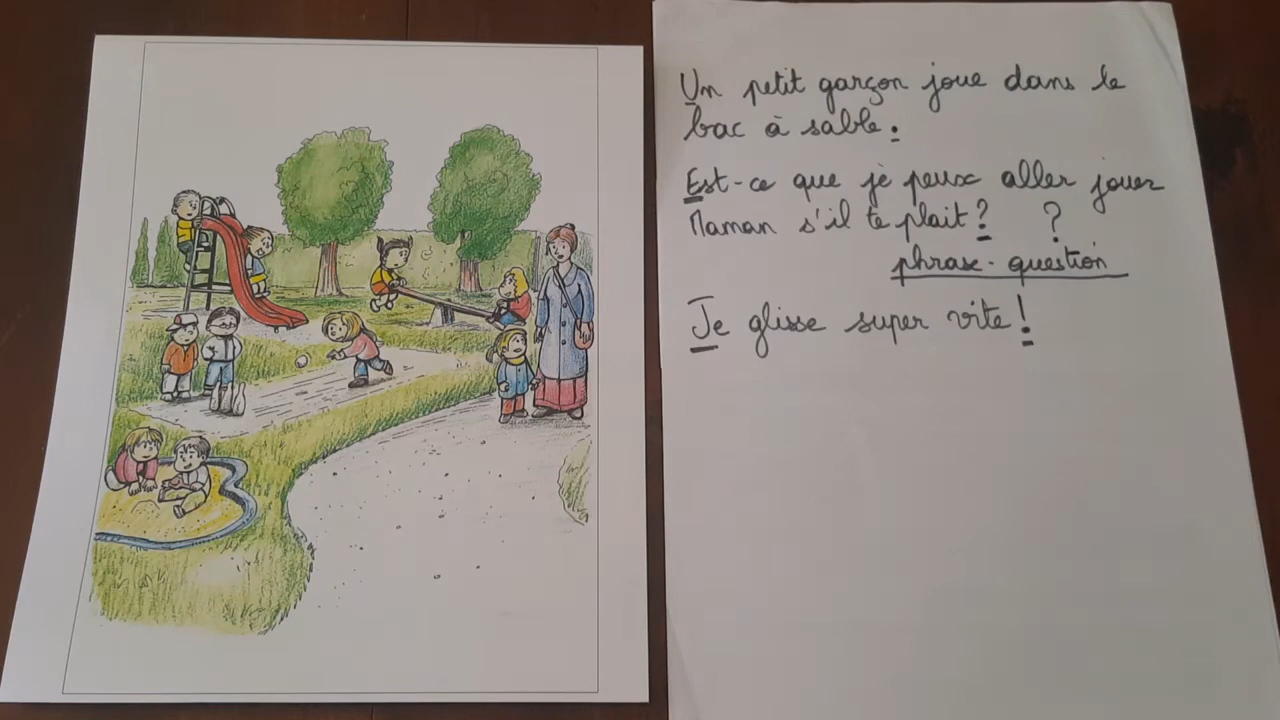 Un petit garçon joue dans le
bac à sable.
Est-ce que je peux aller jouer
Maman s'il te plait? ?
phrase-question
Je glisse super vite!